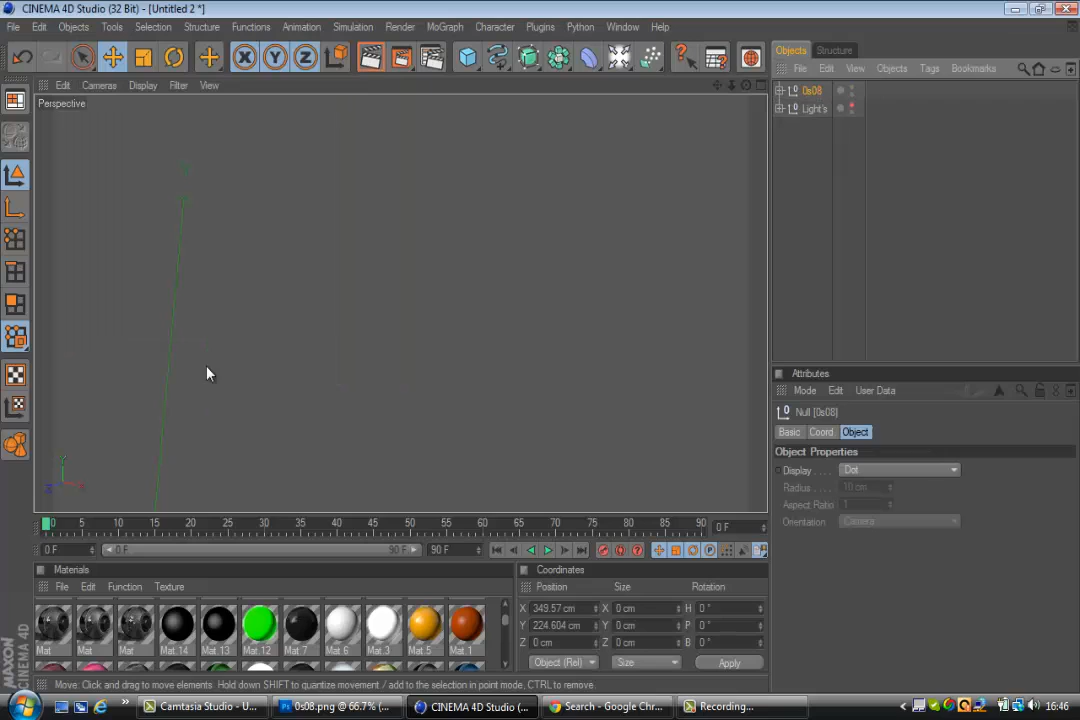 CINEMA 4D Studio (32 Bit) - [Untitled 2 *]
File Edit Objects Tools Selection Structure Functions Animation Simulation Render MoGraph Character Plugins Python Window Help
Objects Structure
File Edit View Objects Tags Bookmarks
Edit Cameras Display Filter View
Perspective
0s08
Light's
Attributes
Mode Edit User Data
Null [0s08]
Basic Coord Object
Object Properties
Display . . . . Dot
Radius . . . . 10 cm
Aspect Ratio 1
Orientation . Camera
0 5 10 15 20 25 30 35 40 45 50 55 60 65 70 75 80 85 90 0 F
0 F 0 F 90 F 90 F
Materials
File Edit Function Texture
Mat Mat Mat Mat.14 Mat.13 Mat.12 Mat.7 Mat.6 Mat.3 Mat.5 Mat.1
Coordinates
Position Size Rotation
X 349.57 cm X 0 cm H 0 °
Y 224.604 cm Y 0 cm P 0 °
Z 0 cm Z 0 cm B 0 °
Object (Rel) Size Apply
MAXON
CINEMA 4D
Move: Click and drag to move elements. Hold down SHIFT to quantize movement / add to the selection in point mode, CTRL to remove.
Camtasia Studio - U... 0s08.png @ 66.7% (... CINEMA 4D Studio (... Search - Google Chr... Recording... 16:46